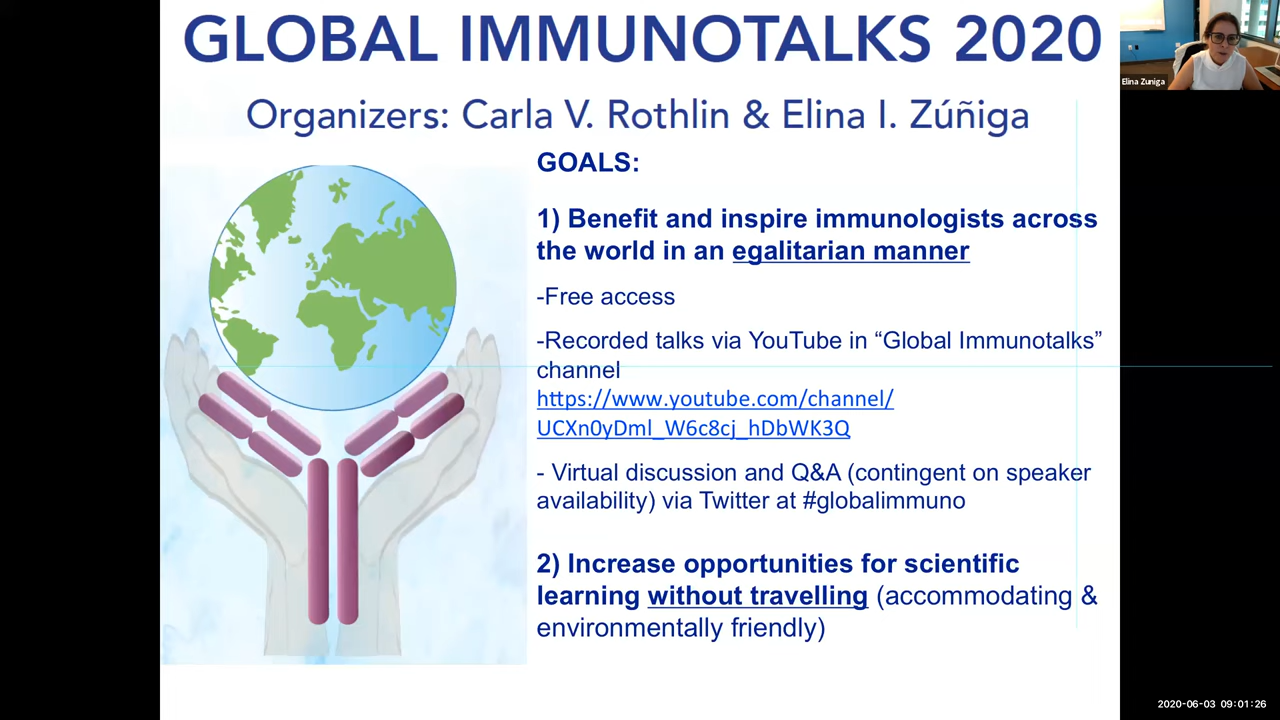 GLOBAL IMMUNOTALKS 2020
Organizers: Carla V. Rothlin & Elina I. Zúñiga
Elina Zuniga
GOALS:
1) Benefit and inspire immunologists across
the world in an egalitarian manner
-Free access
-Recorded talks via YouTube in “Global Immunotalks”
channel
https://www.youtube.com/channel/
UCXn0yDml_W6c8cj_hDbWK3Q
- Virtual discussion and Q&A (contingent on speaker
availability) via Twitter at #globalimmuno
2) Increase opportunities for scientific
learning without travelling (accommodating &
environmentally friendly)
2020-06-03 09:01:26